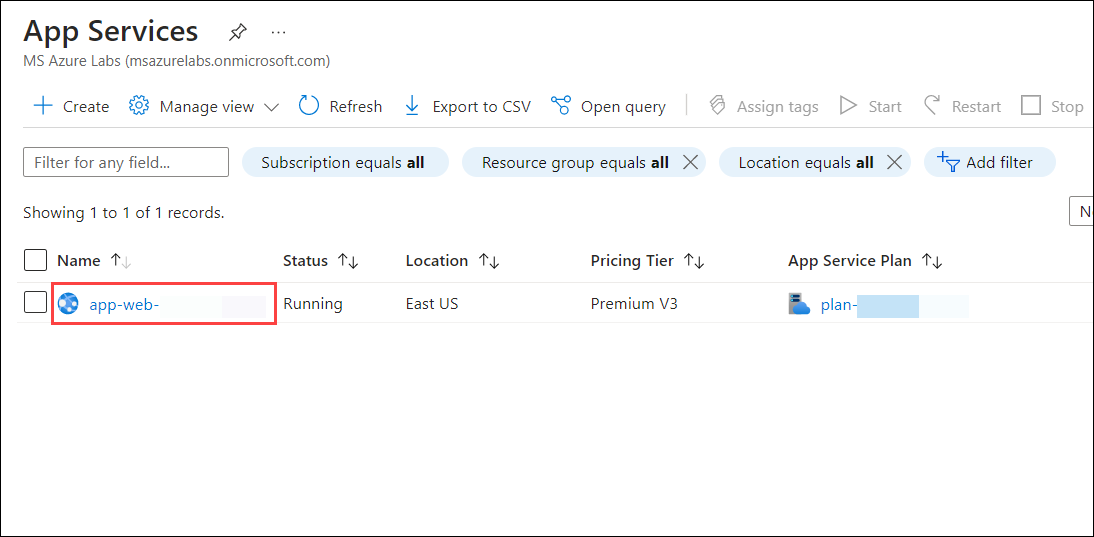 App Services ...
MS Azure Labs (msazurelabs.onmicrosoft.com)
Create Manage view Refresh Export to CSV Open query Assign tags Start Restart Stop
Filter for any field... Subscription equals all Resource group equals all Location equals all Add filter
Showing 1 to 1 of 1 records.
Name Status Location Pricing Tier App Service Plan
app-web- Running East US Premium V3 plan-